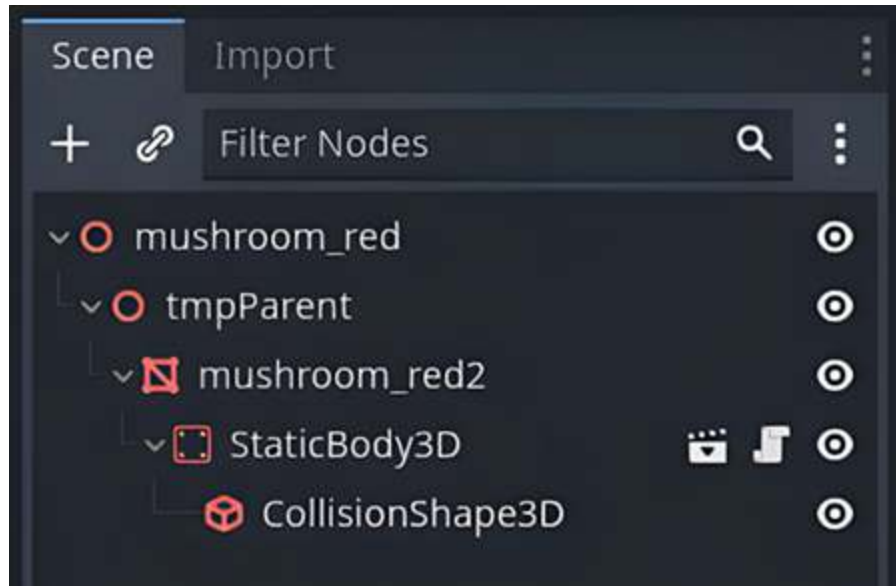 Scene Import
Filter Nodes
mushroom_red
tmpParent
mushroom_red2
StaticBody3D
CollisionShape3D